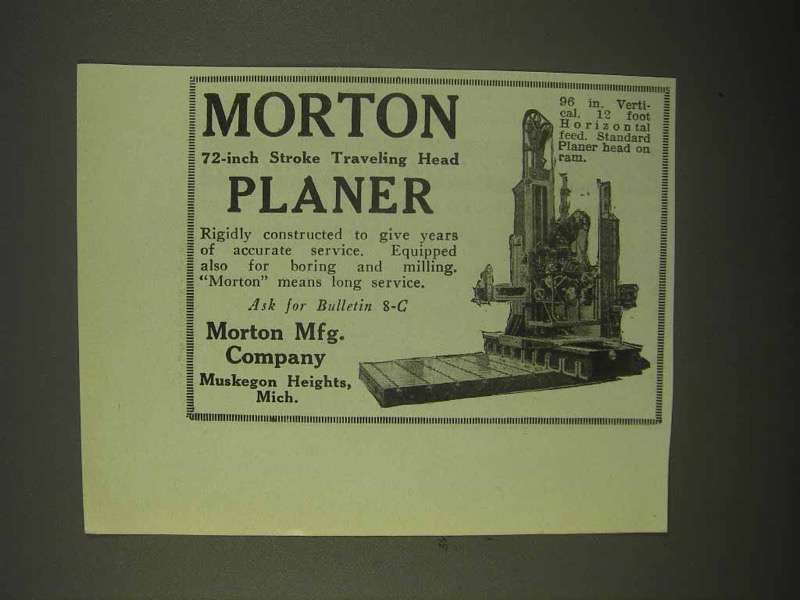 MORTON
72-inch Stroke Traveling Head
PLANER
Rigidly constructed to give years
of accurate service. Equipped
also for boring and milling.
"Morton" means long service.
Ask for Bulletin 8-C
Morton Mfg.
Company
Muskegon Heights,
Mich.
96 in. Verti-
cal. 12 foot
Horizontal
feed. Standard
Planer head on
ram.